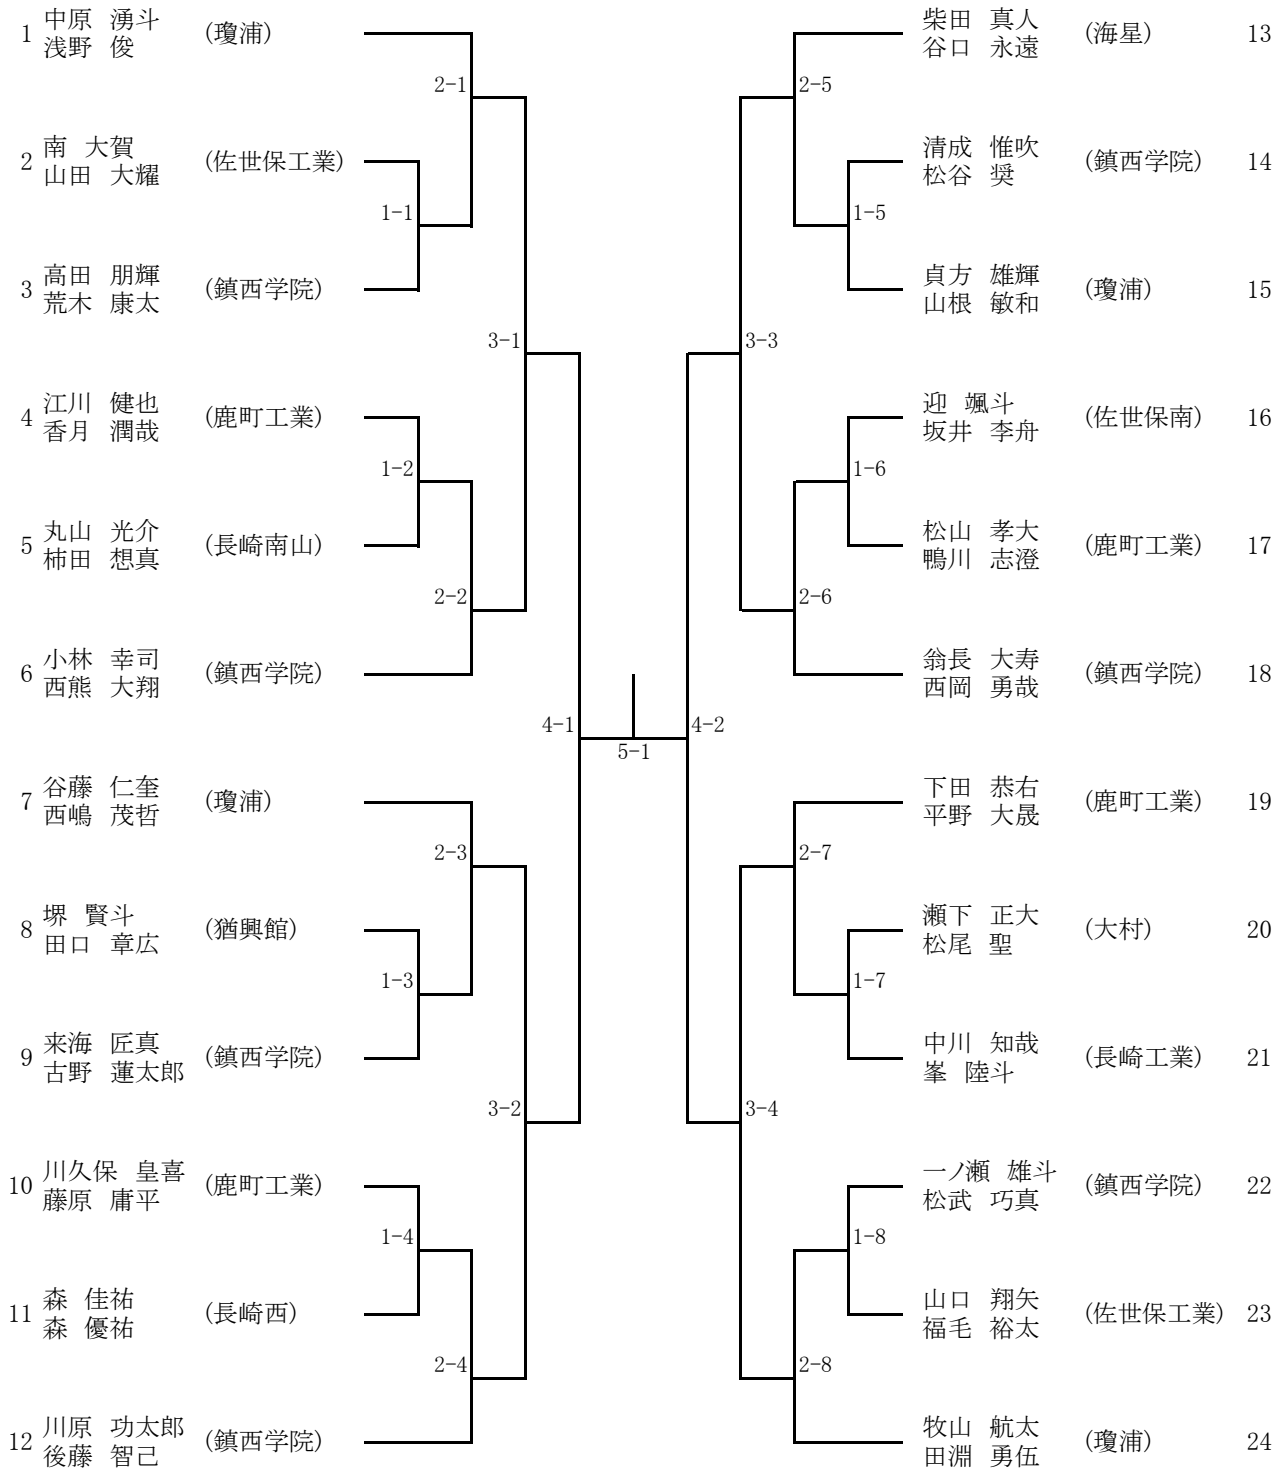 1 中原 湧斗 (瓊浦)
浅野 俊
2-1
2 南 大賀 (佐世保工業)
山田 大耀
1-1
3 高田 朋輝 (鎮西学院)
荒木 康太
3-1
4 江川 健也 (鹿町工業)
香月 潤哉
1-2
5 丸山 光介 (長崎南山)
柿田 想真
2-2
6 小林 幸司 (鎮西学院)
西熊 大翔
4-1
5-1
7 谷藤 仁奎 (瓊浦)
西嶋 茂哲
2-3
8 堺 賢斗 (猶興館)
田口 章広
1-3
9 来海 匠真 (鎮西学院)
古野 蓮太郎
3-2
10 川久保 皇喜 (鹿町工業)
藤原 庸平
1-4
11 森 佳祐 (長崎西)
森 優祐
2-4
12 川原 功太郎 (鎮西学院)
後藤 智己
柴田 真人 (海星) 13
谷口 永遠
2-5
清成 惟吹 (鎮西学院) 14
松谷 奨
1-5
貞方 雄輝 (瓊浦) 15
山根 敏和
3-3
迎 颯斗 (佐世保南) 16
坂井 李舟
1-6
松山 孝大 (鹿町工業) 17
鴨川 志澄
2-6
翁長 大寿 (鎮西学院) 18
西岡 勇哉
4-2
下田 恭右 (鹿町工業) 19
平野 大晟
2-7
瀬下 正大 (大村) 20
松尾 聖
1-7
中川 知哉 (長崎工業) 21
峯 陸斗
3-4
一ノ瀬 雄斗 (鎮西学院) 22
松武 巧真
1-8
山口 翔矢 (佐世保工業) 23
福毛 裕太
2-8
牧山 航太 (瓊浦) 24
田淵 勇伍